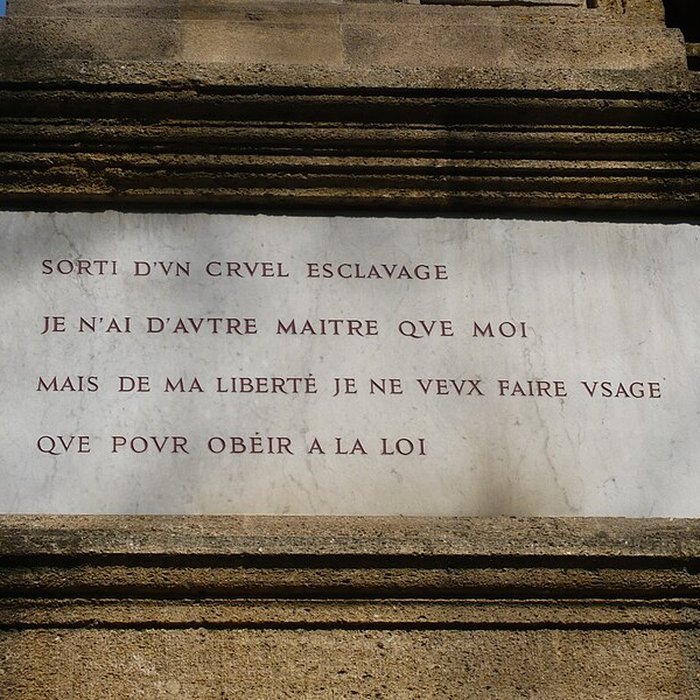 SORTI D'VN CRVEL ESCLAVAGE
JE N'AI D'AVTRE MAITRE QVE MOI
MAIS DE MA LIBERTÉ JE NE VEVX FAIRE VSAGE
QVE POVR OBÉIR A LA LOI